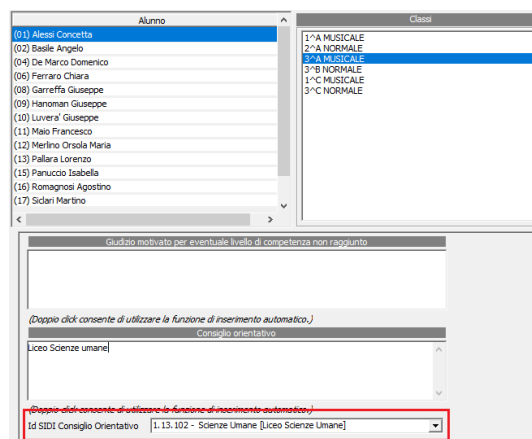 Alunno
(01) Alessi Concetta
(02) Basile Angelo
(04) De Marco Domenico
(06) Ferraro Chiara
(08) Garreffa Giuseppe
(09) Hanoman Giuseppe
(10) Luvera' Giuseppe
(11) Maio Francesco
(12) Merlino Orsola Maria
(13) Pallara Lorenzo
(15) Panuccio Isabella
(16) Romagnosi Agostino
(17) Sidari Martino
Classi
1^A MUSICALE
2^A NORMALE
3^A MUSICALE
3^B NORMALE
1^C MUSICALE
3^C NORMALE
Giudizio motivato per eventuale livello di competenza non raggiunto
(Doppio click consente di utilizzare la funzione di inserimento automatico.)
Consiglio orientativo
Liceo Scienze umane
(Doppio click consente di utilizzare la funzione di inserimento automatico.)
Id SIDI Consiglio Orientativo 1.13.102 - Scienze Umane [Liceo Scienze Umane]